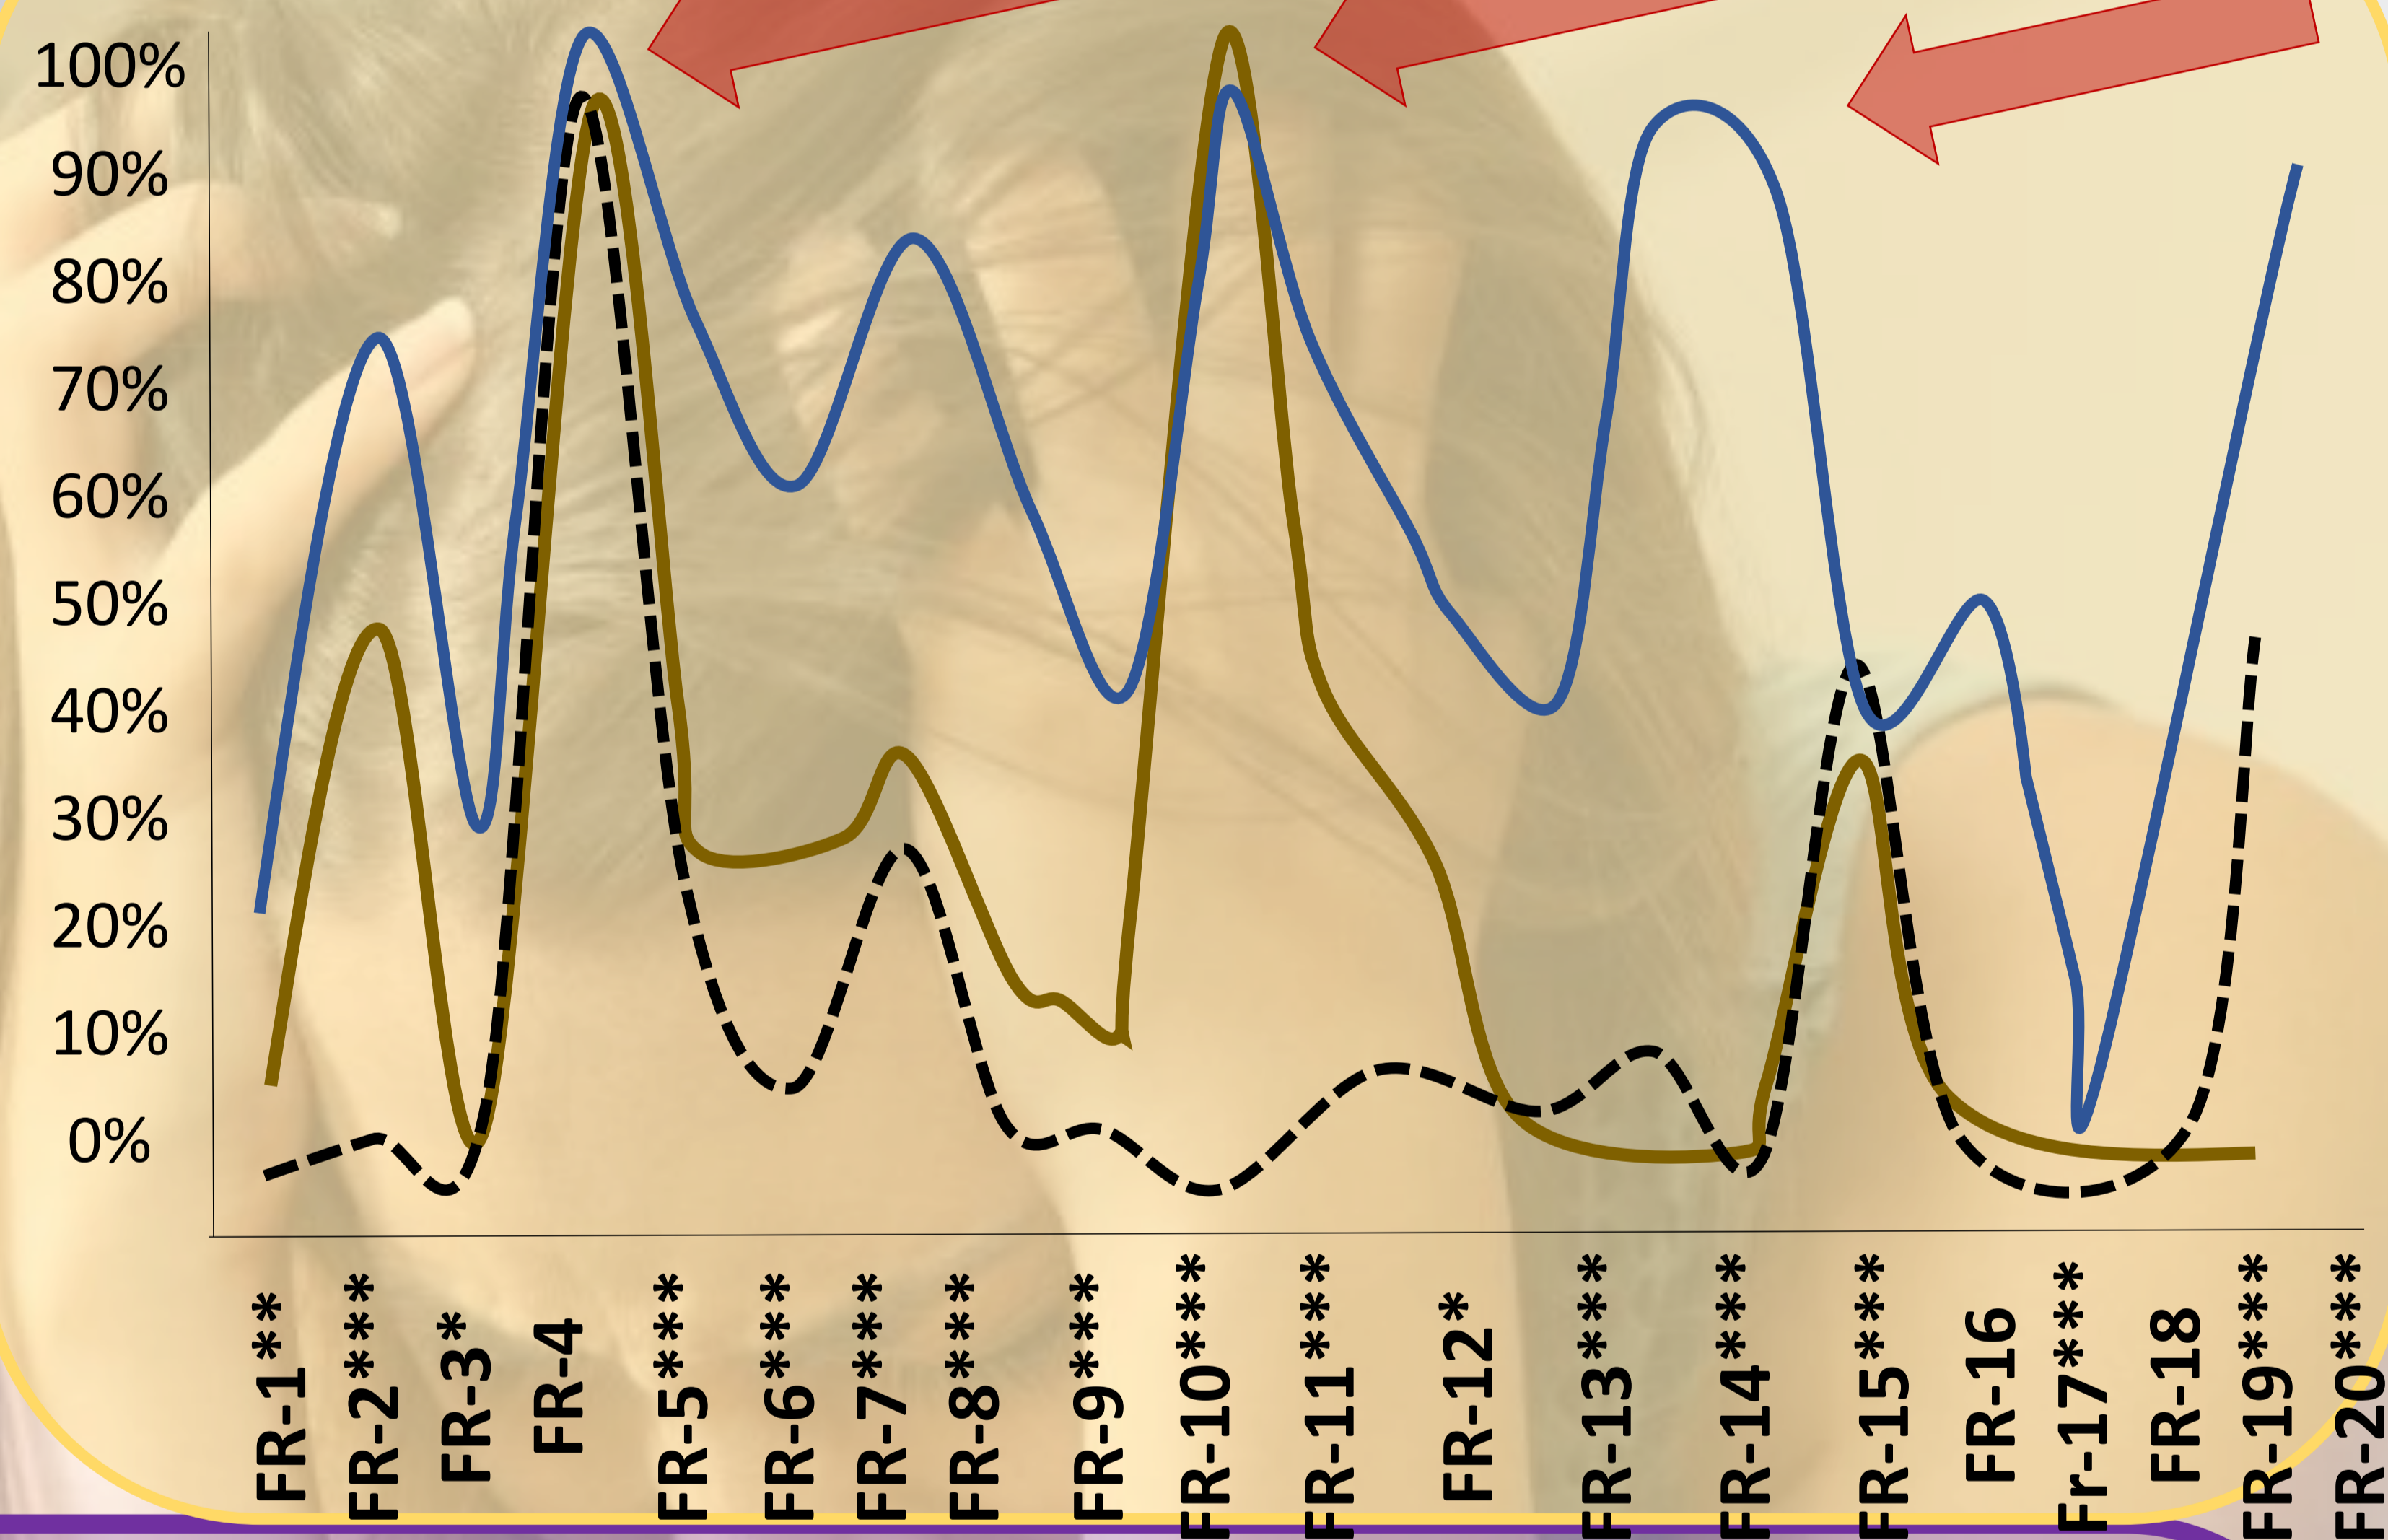 100%
90%
80%
70%
60%
50%
40%
30%
20%
10%
0%
FR-1**
FR-2***
FR-3*
FR-4
FR-5***
FR-6***
FR-7***
FR-8***
FR-9***
FR-10***
FR-11***
FR-12*
FR-13***
FR-14***
FR-15***
FR-16
Fr-17***
FR-18
FR-19***
FR-20***